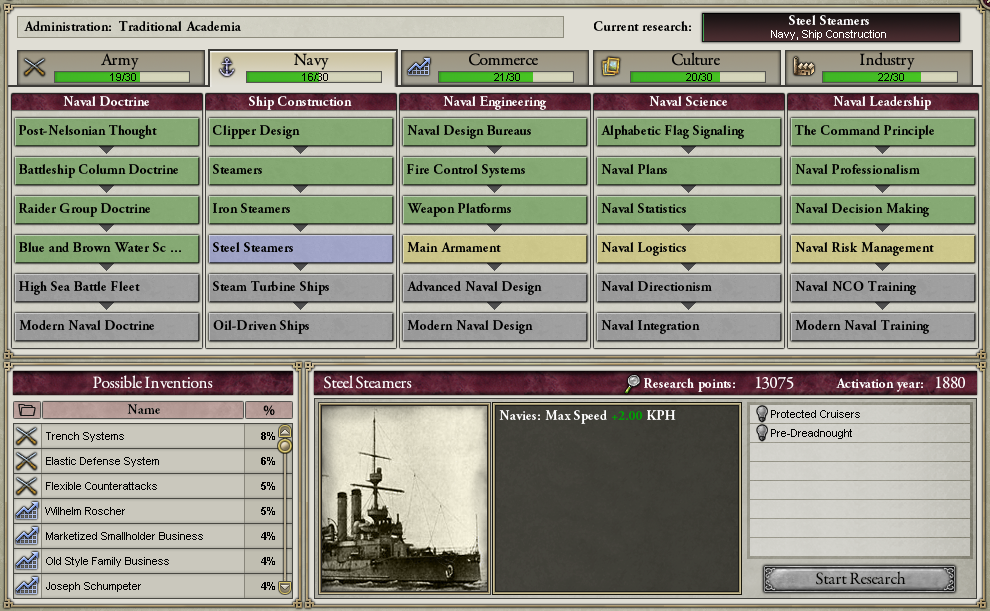 Administration: Traditional Academia
Current research:
Steel Steamers
Navy, Ship Construction
Army
19/30
Navy
16/30
Commerce
21/30
Culture
20/30
Industry
22/30
Naval Doctrine
Ship Construction
Naval Engineering
Naval Science
Naval Leadership
Post-Nelsonian Thought
Clipper Design
Naval Design Bureaus
Alphabetic Flag Signaling
The Command Principle
Battleship Column Doctrine
Steamers
Fire Control Systems
Naval Plans
Naval Professionalism
Raider Group Doctrine
Iron Steamers
Weapon Platforms
Naval Statistics
Naval Decision Making
Blue and Brown Water Sc ...
Steel Steamers
Main Armament
Naval Logistics
Naval Risk Management
High Sea Battle Fleet
Steam Turbine Ships
Advanced Naval Design
Naval Directionism
Naval NCO Training
Modern Naval Doctrine
Oil-Driven Ships
Modern Naval Design
Naval Integration
Modern Naval Training
Possible Inventions
Name %
Trench Systems 8%
Elastic Defense System 6%
Flexible Counterattacks 5%
Wilhelm Roscher 5%
Marketized Smallholder Business 4%
Old Style Family Business 4%
Joseph Schumpeter 4%
Steel Steamers
Research points: 13075
Activation year: 1880
Navies: Max Speed +2.00 KPH
Protected Cruisers
Pre-Dreadnought
Start Research